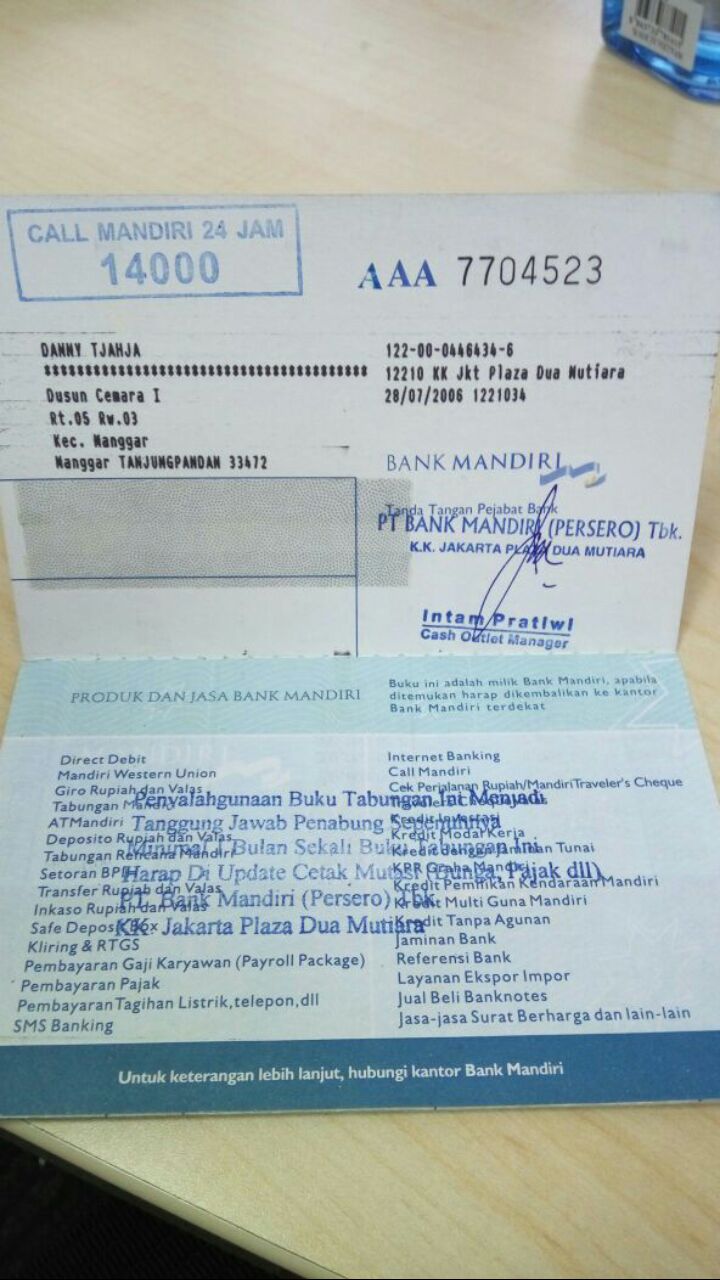 CALL MANDIRI 24 JAM
14000
AAA 7704523
DANNY TJAHJA
****************************************
Dusun Cemara I
Rt.05 Rw.03
Kec. Manggar
Manggar TANJUNGPANDAN 33472
122-00-0446434-6
12210 KK Jkt Plaza Dua Mutiara
28/07/2006 1221034
BANK MANDIRI
Tanda Tangan Pejabat Bank
PT BANK MANDIRI (PERSERO) Tbk.
K.K. JAKARTA PLAZA DUA MUTIARA
Intam Pratiwi
Cash Outlet Manager
PRODUK DAN JASA BANK MANDIRI
Buku ini adalah milik Bank Mandiri, apabila
ditemukan harap dikembalikan ke kantor
Bank Mandiri terdekat
Direct Debit
Mandiri Western Union
Giro Rupiah dan Valas
Tabungan Mandiri
ATMandiri
Deposito Rupiah dan Valas
Tabungan Rencana Mandiri
Setoran
Transfer Rupiah dan Valas
Inkaso Rupiah dan Valas
Safe Deposit Box
Kliring & RTGS
Pembayaran Gaji Karyawan (Payroll Package)
Pembayaran Pajak
Pembayaran Tagihan Listrik,telepon,dll
SMS Banking
Internet Banking
Call Mandiri
Cek Perjalanan Rupiah/MandiriTraveler's Cheque
Kredit Investasi
Kredit Modal Kerja
Kredit Tunai
KPR Graha Mandiri
Kredit Pemilikan Kendaraan Mandiri
Kredit Multi Guna Mandiri
Kredit Tanpa Agunan
Jaminan Bank
Referensi Bank
Layanan Ekspor Impor
Jual Beli Banknotes
Jasa-jasa Surat Berharga dan lain-lain
Penyalahgunaan Buku Tabungan Ini Menjadi
Tanggung Jawab Penabung Sepenuhnya
Minimal 1 Bulan Sekali Buku Tabungan Ini
Harap Di Update Cetak Mutasi (Bunga, Pajak dll)
PT. Bank Mandiri (Persero) Tbk.
KK. Jakarta Plaza Dua Mutiara
Untuk keterangan lebih lanjut, hubungi kantor Bank Mandiri